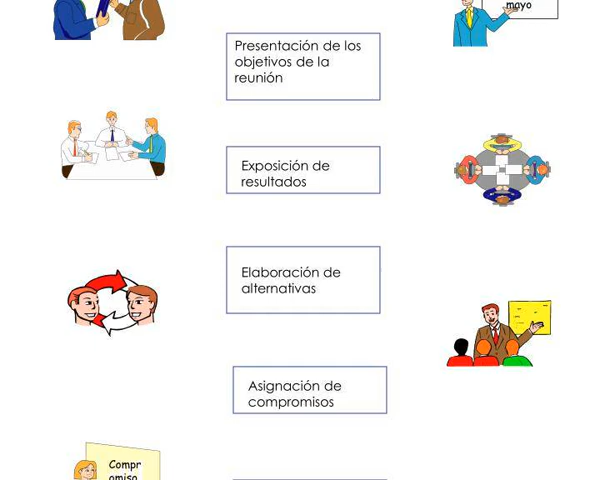 mayo
Presentación de los
objetivos de la
reunión
Exposición de
resultados
Elaboración de
alternativas
Asignación de
compromisos
Compr
omiso